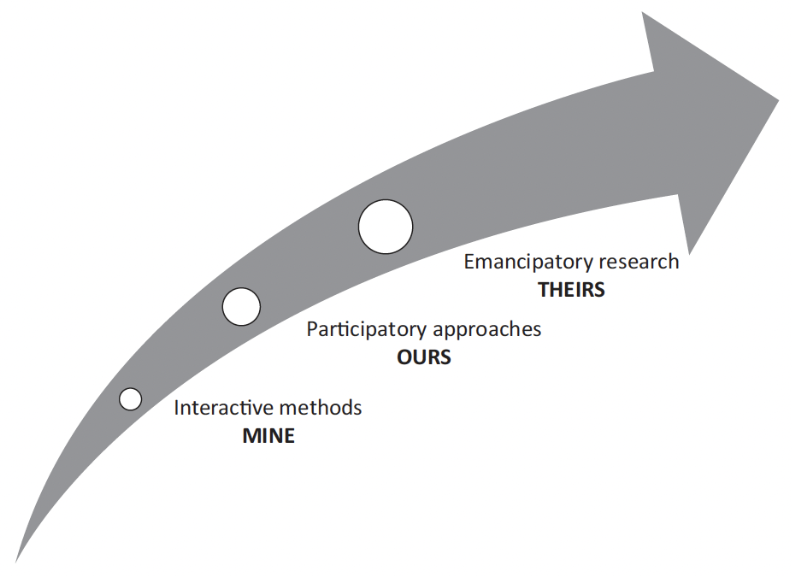 Emancipatory research
THEIRS
Participatory approaches
OURS
Interactive methods
MINE